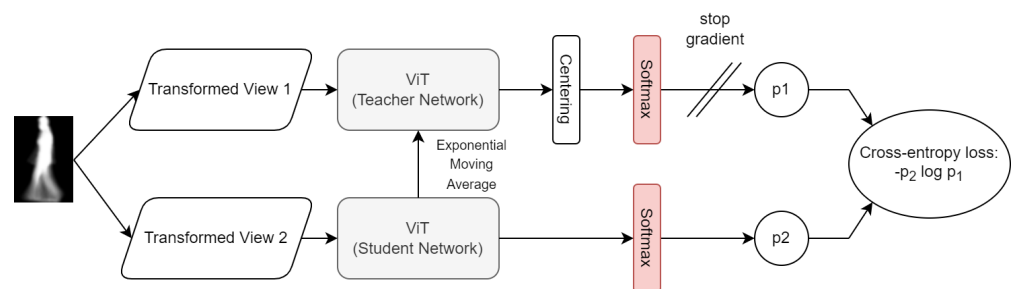 stop
gradient
Transformed View 1
ViT
(Teacher Network)
Centering
Softmax
p1
Exponential
Moving
Average
Cross-entropy loss:
-p2 log p1
Transformed View 2
ViT
(Student Network)
Softmax
p2